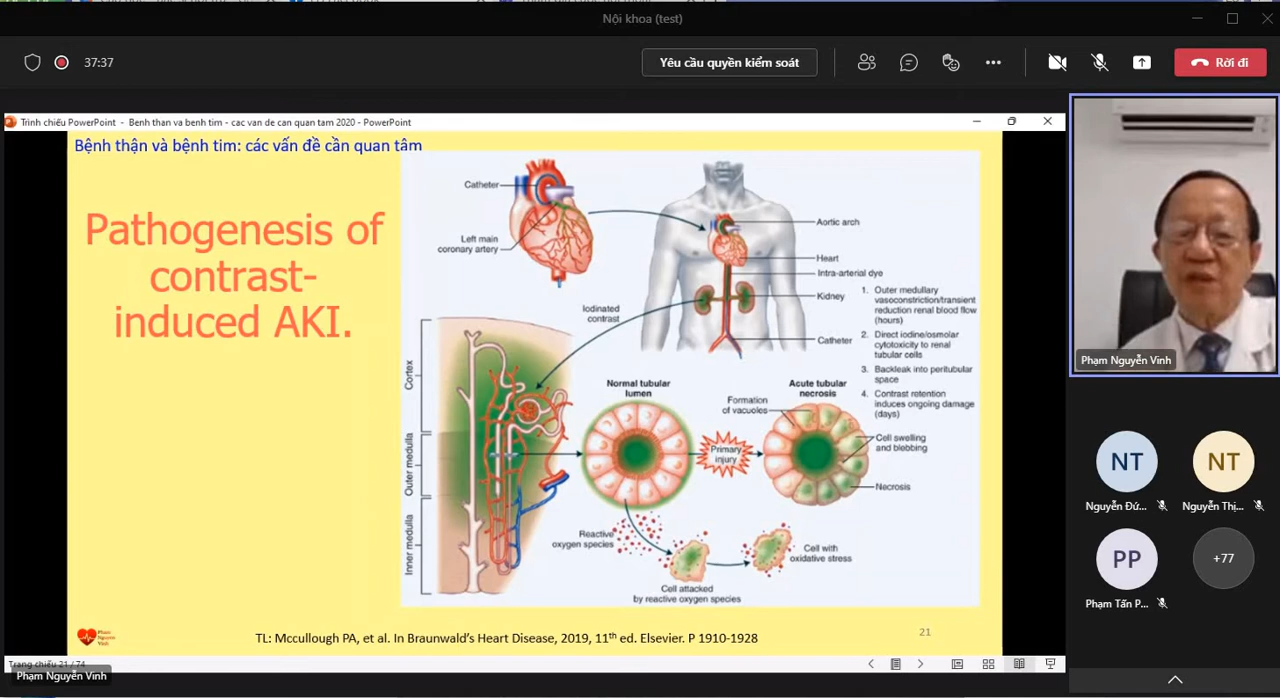 Nội khoa (test)
37:37
Yêu cầu quyền kiểm soát
Rời đi
Trình chiếu PowerPoint - Benh than va benh tim - cac van de can quan tam 2020 - PowerPoint
Bệnh thận và bệnh tim: các vấn đề cần quan tâm
Pathogenesis of
contrast-
induced AKI.
Catheter
Left main
coronary artery
Aortic arch
Heart
Intra-arterial dye
Kidney
Catheter
Iodinated
contrast
1. Outer medullary
vasoconstriction/transient
reduction renal blood flow
(hours)
2. Direct iodine/osmolar
cytotoxicity to renal
tubular cells
3. Backleak into peritubular
space
4. Contrast retention
induces ongoing damage
(days)
Cortex
Outer medulla
Inner medulla
Normal tubular
lumen
Primary
injury
Acute tubular
necrosis
Formation
of vacuoles
Cell swelling
and blebbing
Necrosis
Reactive
oxygen species
Cell attacked
by reactive oxygen species
Cell with
oxidative stress
TL: Mccullough PA, et al. In Braunwald's Heart Disease, 2019, 11th ed. Elsevier. P 1910-1928
21
Phạm
Nguyễn
Vinh
Trang chiếu 21 / 74
Phạm Nguyễn Vinh
Phạm Nguyễn Vinh
NT
Nguyễn Đứ...
NT
Nguyễn Thị...
PP
Phạm Tấn P...
+77